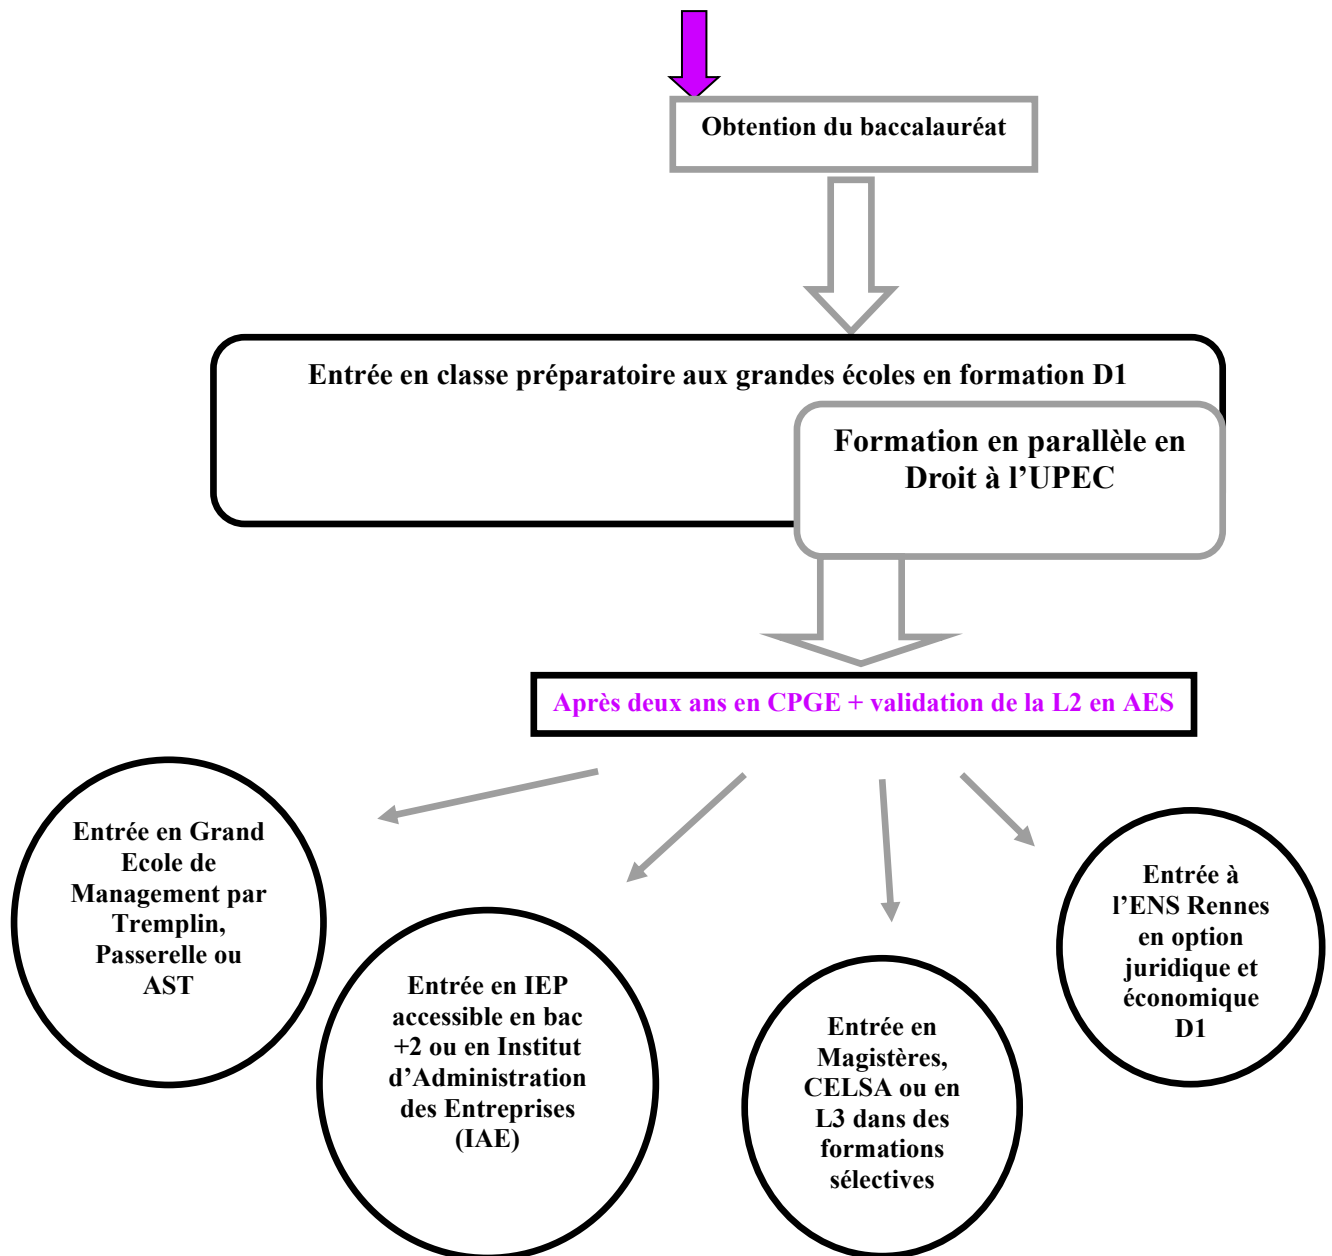 Obtention du baccalauréat
Entrée en classe préparatoire aux grandes écoles en formation D1
Formation en parallèle en
Droit à l’UPEC
Après deux ans en CPGE + validation de la L2 en AES
Entrée en Grand
Ecole de
Management par
Tremplin,
Passerelle ou
AST
Entrée en IEP
accessible en bac
+2 ou en Institut
d’Administration
des Entreprises
(IAE)
Entrée en
Magistères,
CELSA ou en
L3 dans des
formations
sélectives
Entrée à
l’ENS Rennes
en option
juridique et
économique
D1